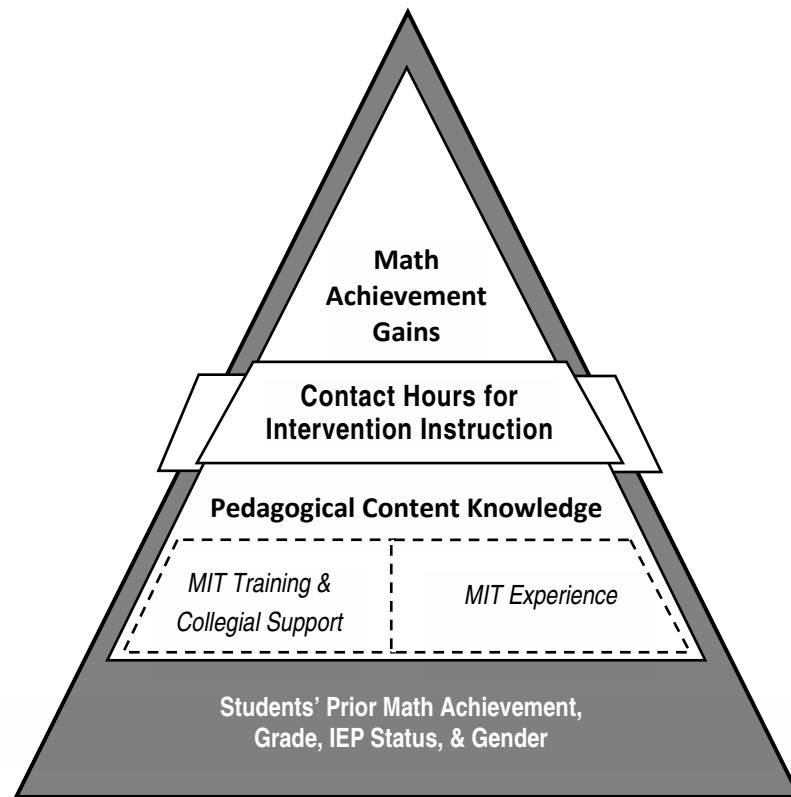 Math
Achievement
Gains
Contact Hours for
Intervention Instruction
Pedagogical Content Knowledge
MIT Training &
Collegial Support
MIT Experience
Students’ Prior Math Achievement,
Grade, IEP Status, & Gender